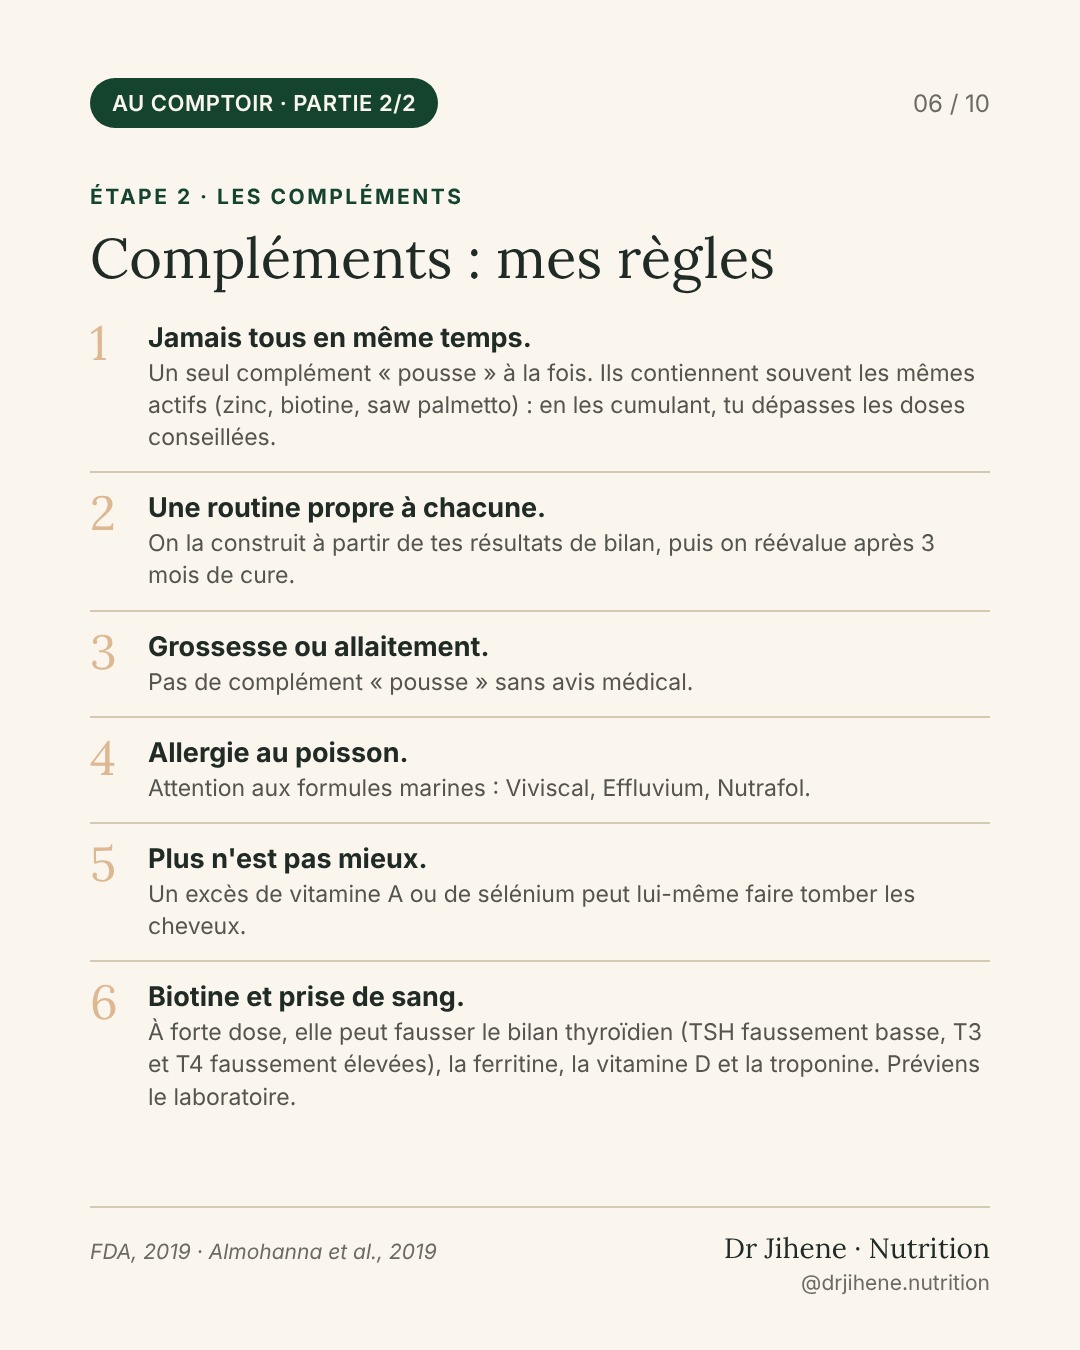 AU COMPTOIR · PARTIE 2/2
06 / 10
ÉTAPE 2 · LES COMPLÉMENTS
Compléments : mes règles
1
Jamais tous en même temps.
Un seul complément « pousse » à la fois. Ils contiennent souvent les mêmes
actifs (zinc, biotine, saw palmetto) : en les cumulant, tu dépasses les doses
conseillées.
2
Une routine propre à chacune.
On la construit à partir de tes résultats de bilan, puis on réévalue après 3
mois de cure.
3
Grossesse ou allaitement.
Pas de complément « pousse » sans avis médical.
4
Allergie au poisson.
Attention aux formules marines : Viviscal, Effluvium, Nutrafol.
5
Plus n'est pas mieux.
Un excès de vitamine A ou de sélénium peut lui-même faire tomber les
cheveux.
6
Biotine et prise de sang.
À forte dose, elle peut fausser le bilan thyroïdien (TSH faussement basse, T3
et T4 faussement élevées), la ferritine, la vitamine D et la troponine. Préviens
le laboratoire.
FDA, 2019 · Almohanna et al., 2019
Dr Jihene · Nutrition
@drjihene.nutrition